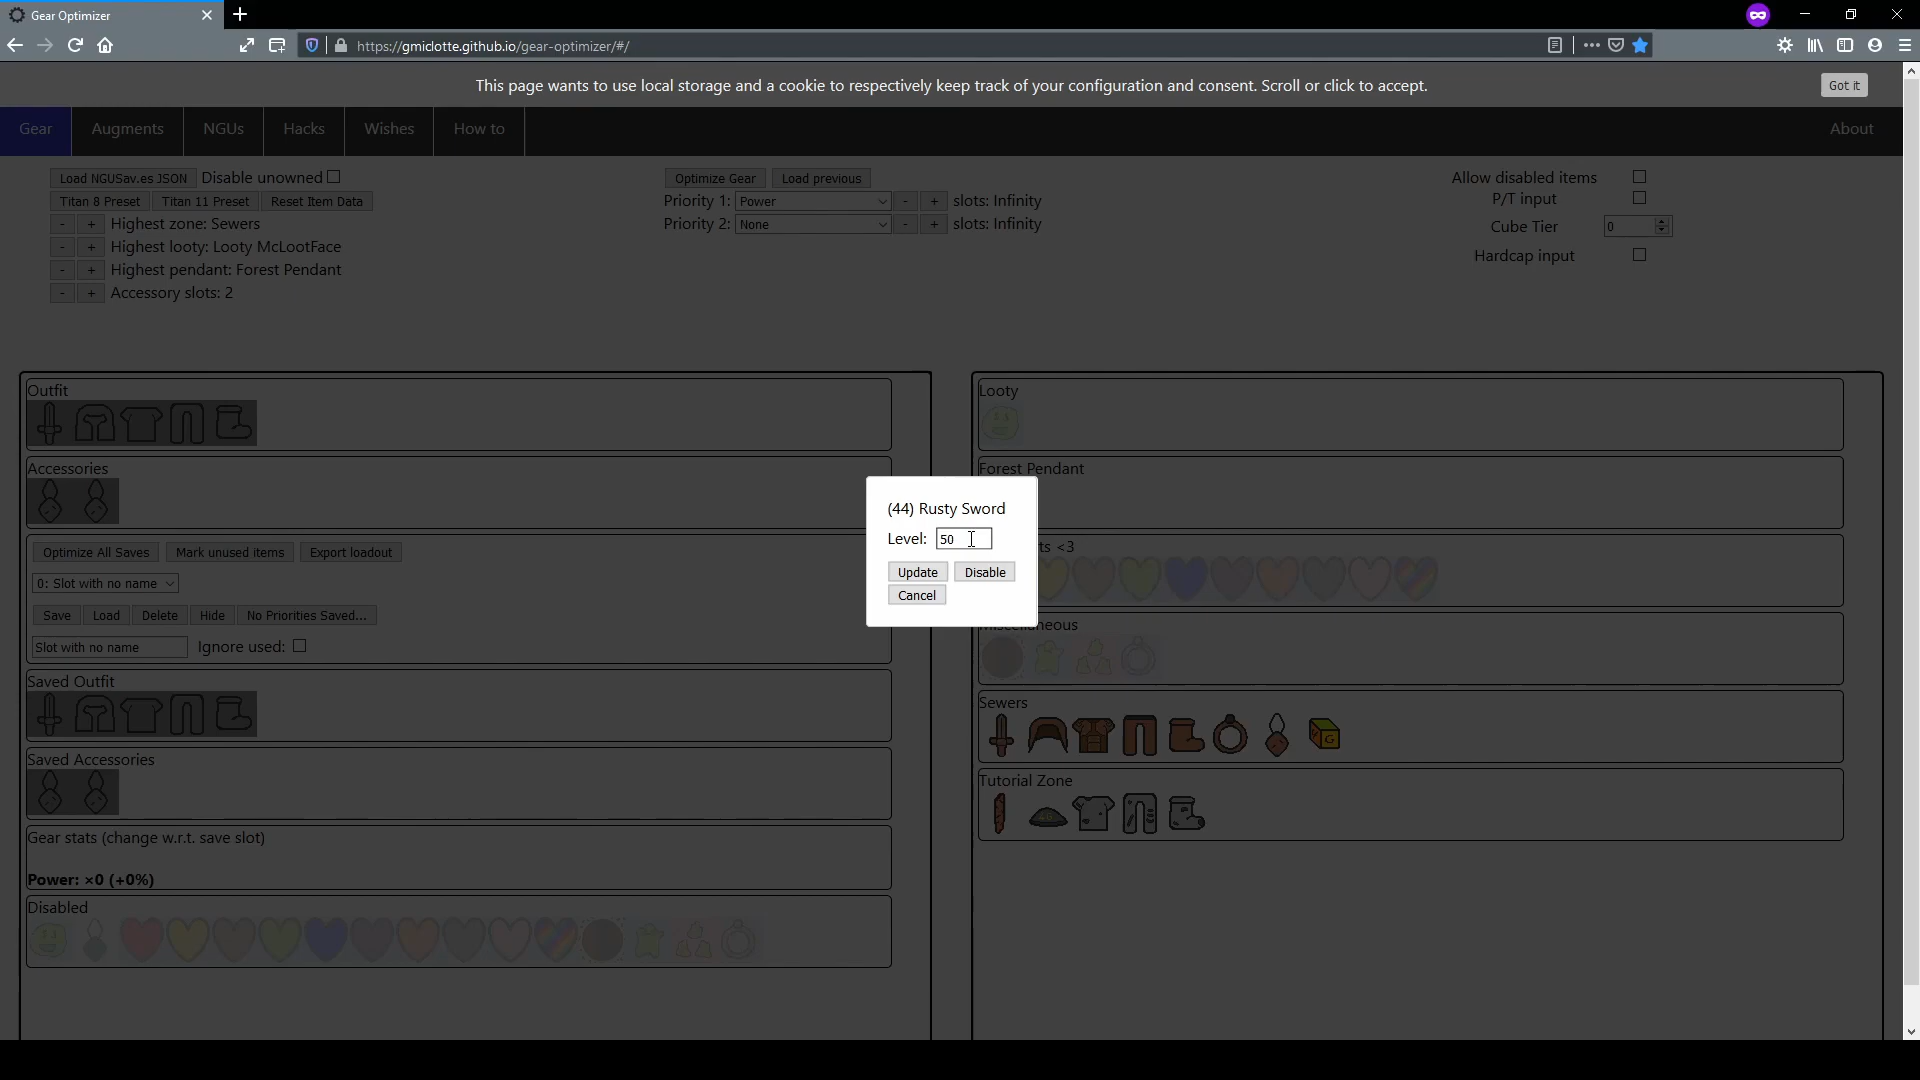 Gear Optimizer
https://gmiclotte.github.io/gear-optimizer/#/
This page wants to use local storage and a cookie to respectively keep track of your configuration and consent. Scroll or click to accept.
Got it
Gear
Augments
NGUs
Hacks
Wishes
How to
About
Load NGUSav.es JSON
Disable unowned
Titan 8 Preset
Titan 11 Preset
Reset Item Data
- + Highest zone: Sewers
- + Highest looty: Looty McLootFace
- + Highest pendant: Forest Pendant
- + Accessory slots: 2
Optimize Gear
Load previous
Priority 1: Power - + slots: Infinity
Priority 2: None - + slots: Infinity
Allow disabled items
P/T input
Cube Tier 0
Hardcap input
Outfit
Accessories
Optimize All Saves
Mark unused items
Export loadout
0: Slot with no name
Save
Load
Delete
Hide
No Priorities Saved...
Slot with no name
Ignore used:
Saved Outfit
Saved Accessories
Gear stats (change w.r.t. save slot)
Power: ×0 (+0%)
Disabled
(44) Rusty Sword
Level: 50
Update
Disable
Cancel
Looty
Forest Pendant
ts <3
Miscellaneous
Sewers
G
Tutorial Zone